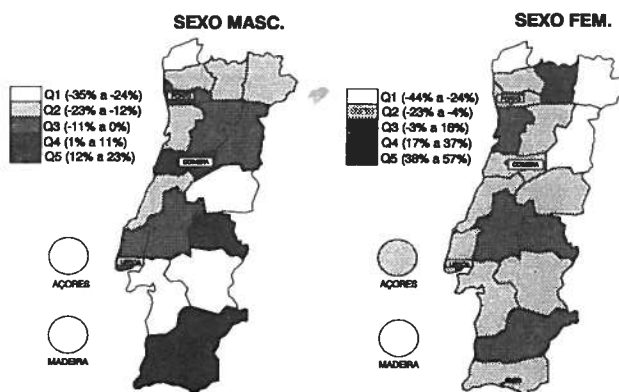 SEXO MASC.
Q1 (-35% a -24%)
Q2 (-23% a -12%)
Q3 (-11% a 0%)
Q4 (1% a 11%)
Q5 (12% a 23%)
COIMBRA
LISBOA
AÇORES
MADEIRA
SEXO FEM.
Q1 (-44% a -24%)
Q2 (-23% a -4%)
Q3 (-3% a 16%)
Q4 (17% a 37%)
Q5 (38% a 57%)
COIMBRA
LISBOA
AÇORES
MADEIRA